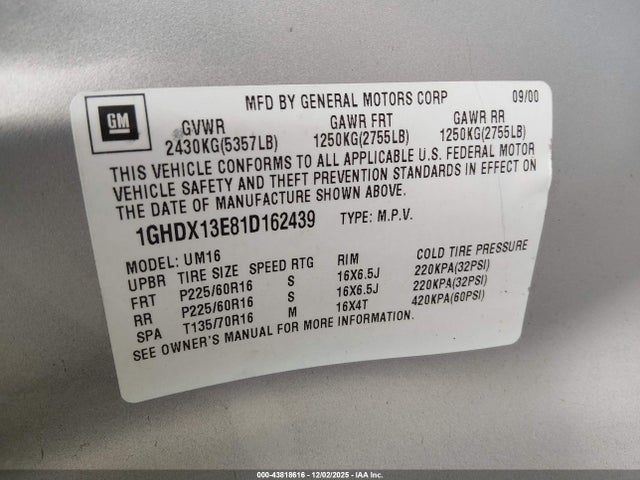 MFD BY GENERAL MOTORS CORP 09/00
GM
GVWR GAWR FRT GAWR RR
2430KG(5357LB) 1250KG(2755LB) 1250KG(2755LB)
THIS VEHICLE CONFORMS TO ALL APPLICABLE U.S. FEDERAL MOTOR
VEHICLE SAFETY AND THEFT PREVENTION STANDARDS IN EFFECT ON
THE DATE OF MANUFACTURE SHOWN ABOVE.
1GHDX13E81D162439 TYPE: M.P.V.
MODEL: UM16
UPBR TIRE SIZE SPEED RTG RIM COLD TIRE PRESSURE
FRT P225/60R16 S 16X6.5J 220KPA(32PSI)
RR P225/60R16 S 16X6.5J 220KPA(32PSI)
SPA T135/70R16 M 16X4T 420KPA(60PSI)
SEE OWNER'S MANUAL FOR MORE INFORMATION.
000-43818616 - 12/02/2025 - IAA Inc.